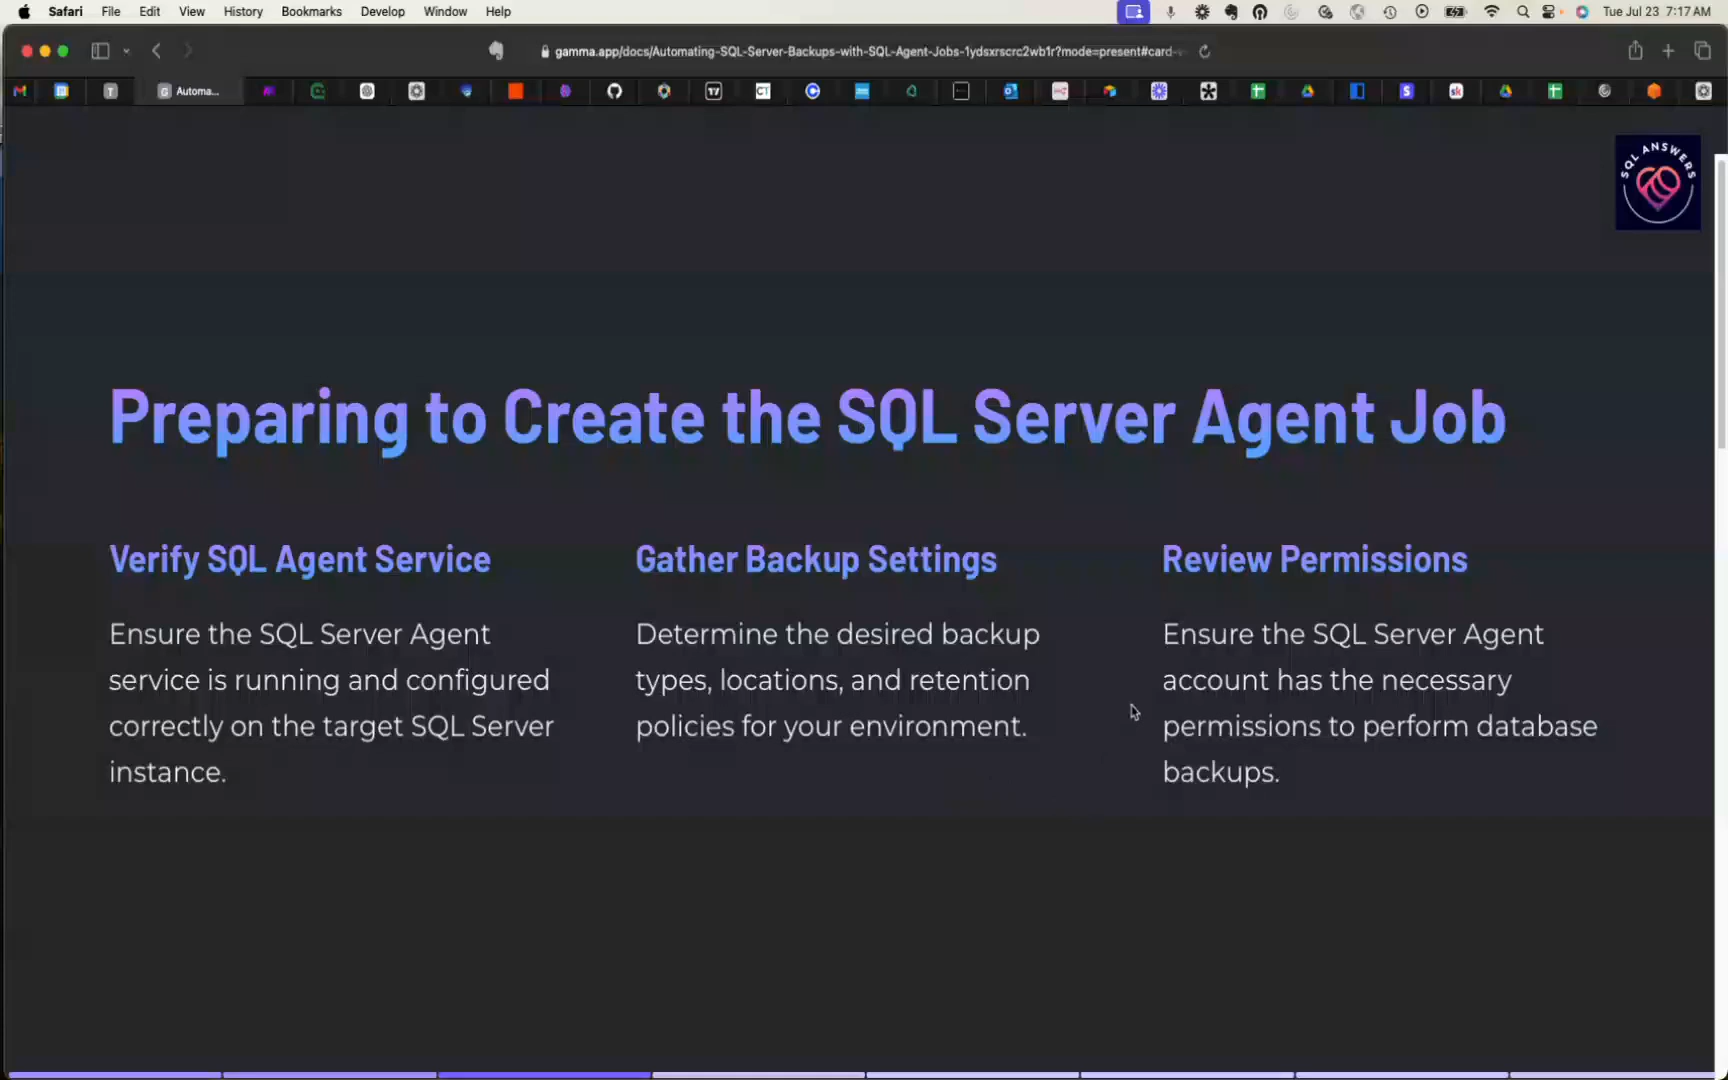 Safari File Edit View History Bookmarks Develop Window Help Tue Jul 23 7:17 AM
gamma.app/docs/Automating-SQL-Server-Backups-with-SQL-Agent-Jobs-1ydsxrscrc2wb1r?mode=present#card-
Automa...
SQL ANSWERS
Preparing to Create the SQL Server Agent Job
Verify SQL Agent Service
Ensure the SQL Server Agent
service is running and configured
correctly on the target SQL Server
instance.
Gather Backup Settings
Determine the desired backup
types, locations, and retention
policies for your environment.
Review Permissions
Ensure the SQL Server Agent
account has the necessary
permissions to perform database
backups.